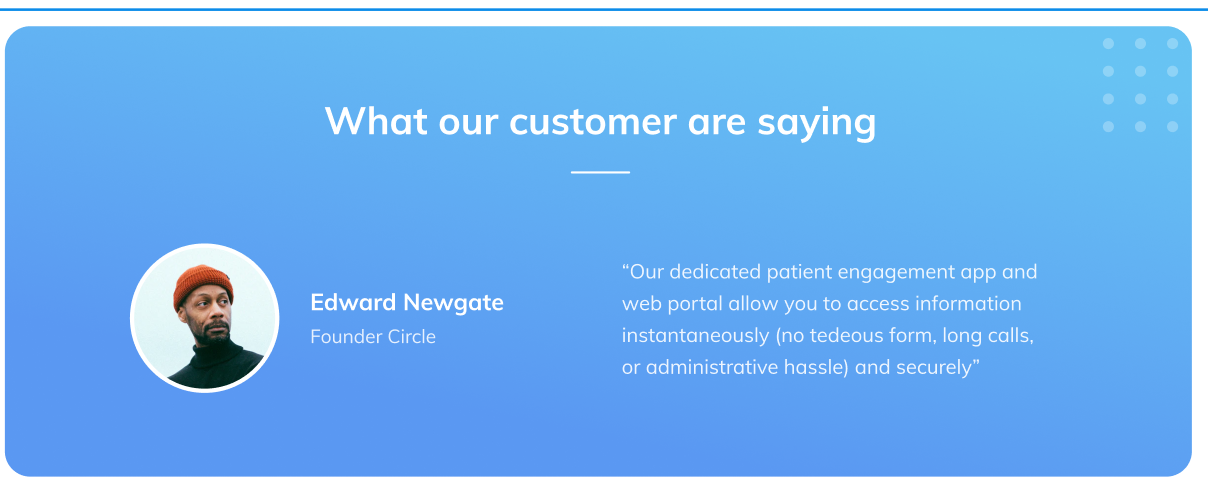 What our customer are saying
Edward Newgate
Founder Circle
“Our dedicated patient engagement app and
web portal allow you to access information
instantaneously (no tedeous form, long calls,
or administrative hassle) and securely”